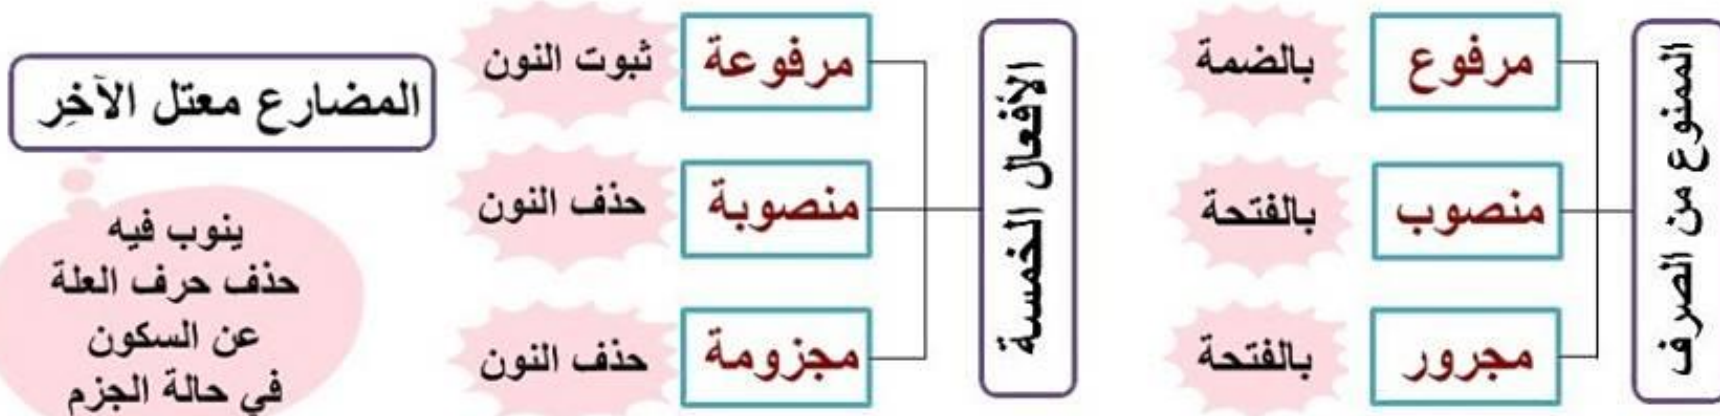 الممنوع من الصرف
مرفوع
بالضمة
منصوب
بالفتحة
مجرور
بالفتحة
الأفعال الخمسة
مرفوعة
ثبوت النون
منصوبة
حذف النون
مجزومة
حذف النون
المضارع معتل الآخِر
ينوب فيه
حذف حرف العلة
عن السكون
في حالة الجزم